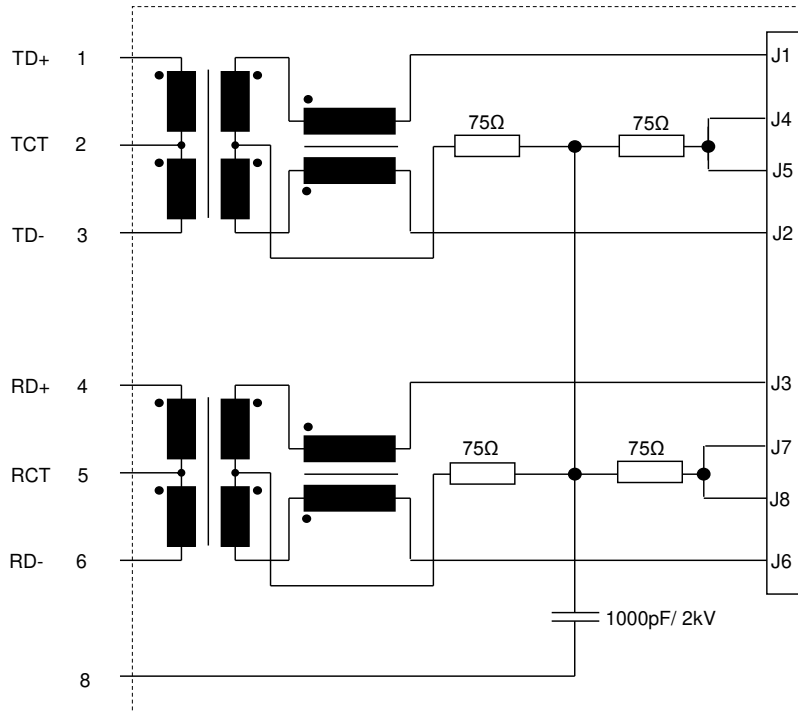 TD+ 1 J1
75Ω 75Ω J4
TCT 2
J5
TD- 3 J2
RD+ 4 J3
75Ω 75Ω J7
RCT 5
J8
RD- 6 J6
1000pF/ 2kV
8